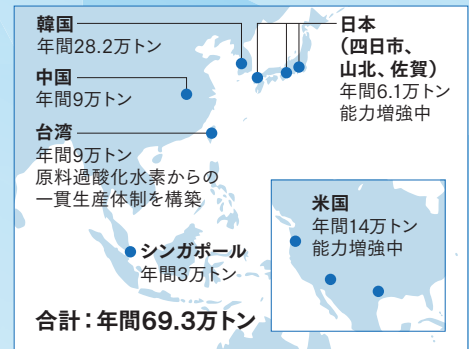 韓国
年間28.2万トン
中国
年間9万トン
台湾
年間9万トン
原料過酸化水素からの
一貫生産体制を構築
シンガポール
年間3万トン
日本
（四日市、
山北、佐賀）
年間6.1万トン
能力増強中
米国
年間14万トン
能力増強中
合計：年間69.3万トン